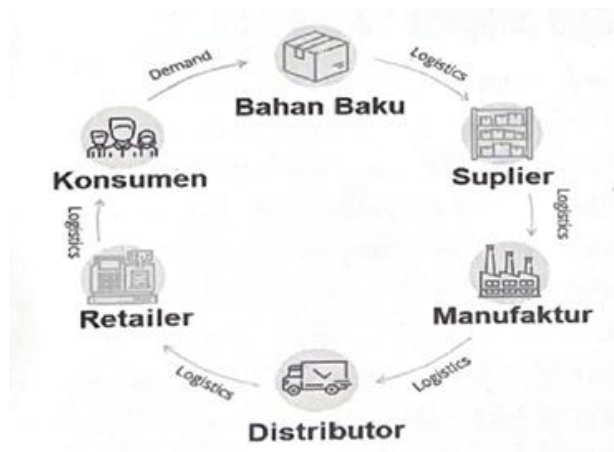 Demand
Bahan Baku
Logistics
Suplier
Logistics
Manufaktur
Logistics
Distributor
Logistics
Retailer
Logistics
Konsumen